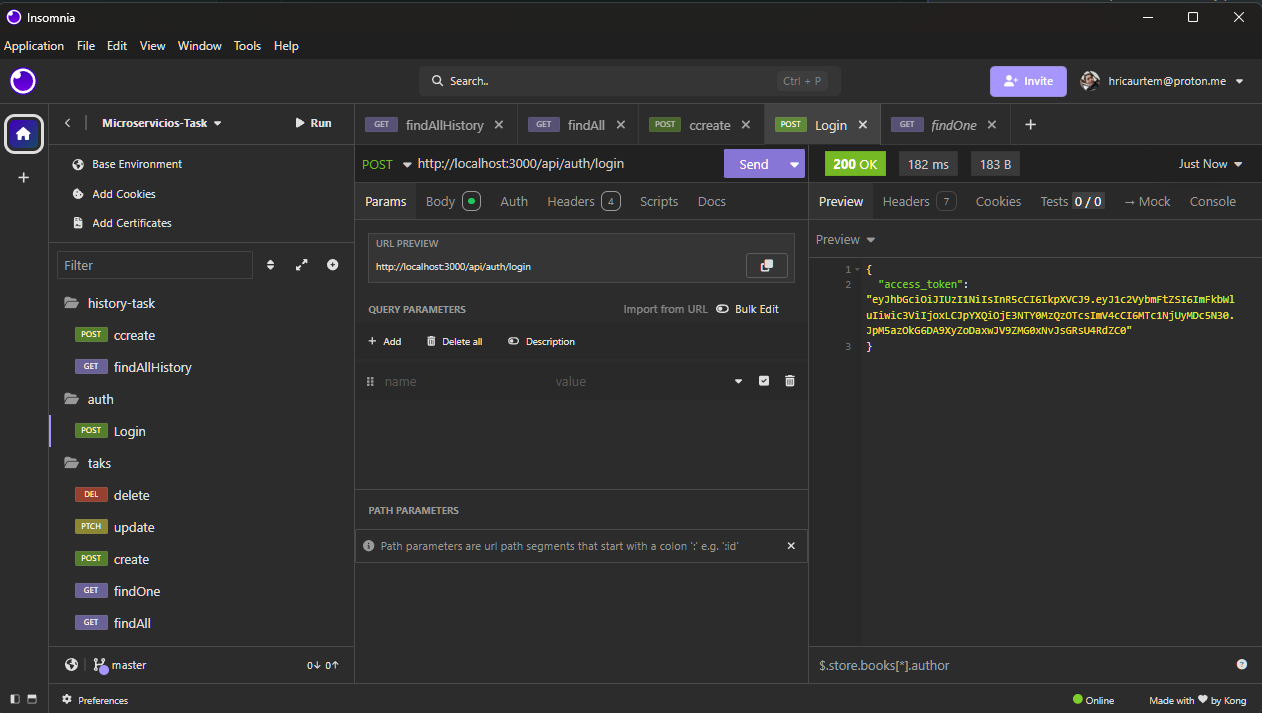 Insomnia
Application File Edit View Window Tools Help
Search.. Ctrl + P
Invite
hricaurtem@proton.me
Microservicios-Task
Run
GET findAllHistory
GET findAll
POST ccreate
POST Login
GET findOne
Base Environment
Add Cookies
Add Certificates
Filter
history-task
POST ccreate
GET findAllHistory
auth
POST Login
taks
DEL delete
PTCH update
POST create
GET findOne
GET findAll
master 0↓ 0↑
POST http://localhost:3000/api/auth/login Send
Params Body Auth Headers 4 Scripts Docs
URL PREVIEW
http://localhost:3000/api/auth/login
QUERY PARAMETERS Import from URL Bulk Edit
+ Add Delete all Description
name value
PATH PARAMETERS
Path parameters are url path segments that start with a colon ':' e.g. ':id'
200 OK 182 ms 183 B Just Now
Preview Headers 7 Cookies Tests 0 / 0 → Mock Console
Preview
1 {
2 "access_token":
"eyJhbGciOiJIUzI1NiIsInR5cCI6IkpXVCJ9.eyJ1c2VybmFtZSI6ImFkbWl
uIiwic3ViIjoxLCJpYXQiOjE3NTY0MzQzOTcsImV4cCI6MTc1NjUyMDc5N30.
JpM5azOkG6DA9XyZoDaxwJV9ZMG0xNvJsGRsU4RdZC0"
3 }
$.store.books[*].author
Preferences
Online
Made with ♥ by Kong